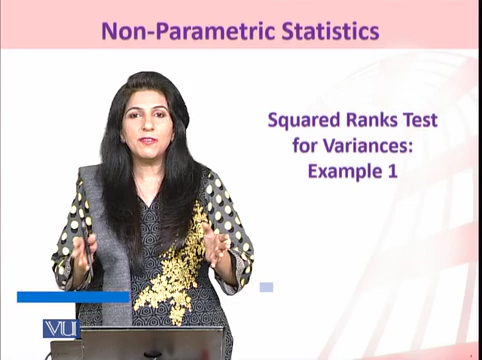 Non-Parametric Statistics
Squared Ranks Test
for Variances:
Example 1
VU